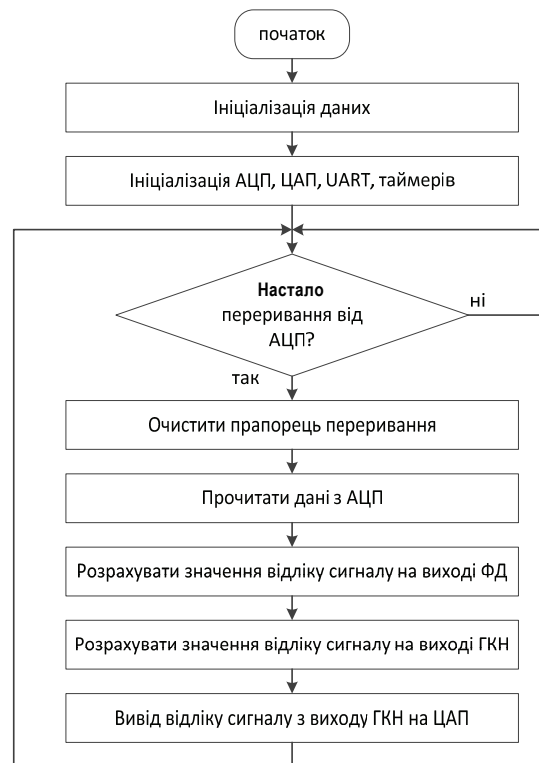 початок
Ініціалізація даних
Ініціалізація АЦП, ЦАП, UART, таймерів
Настало
переривання від
АЦП?
ні
так
Очистити прапорець переривання
Прочитати дані з АЦП
Розрахувати значення відліку сигналу на виході ФД
Розрахувати значення відліку сигналу на виході ГКН
Вивід відліку сигналу з виходу ГКН на ЦАП